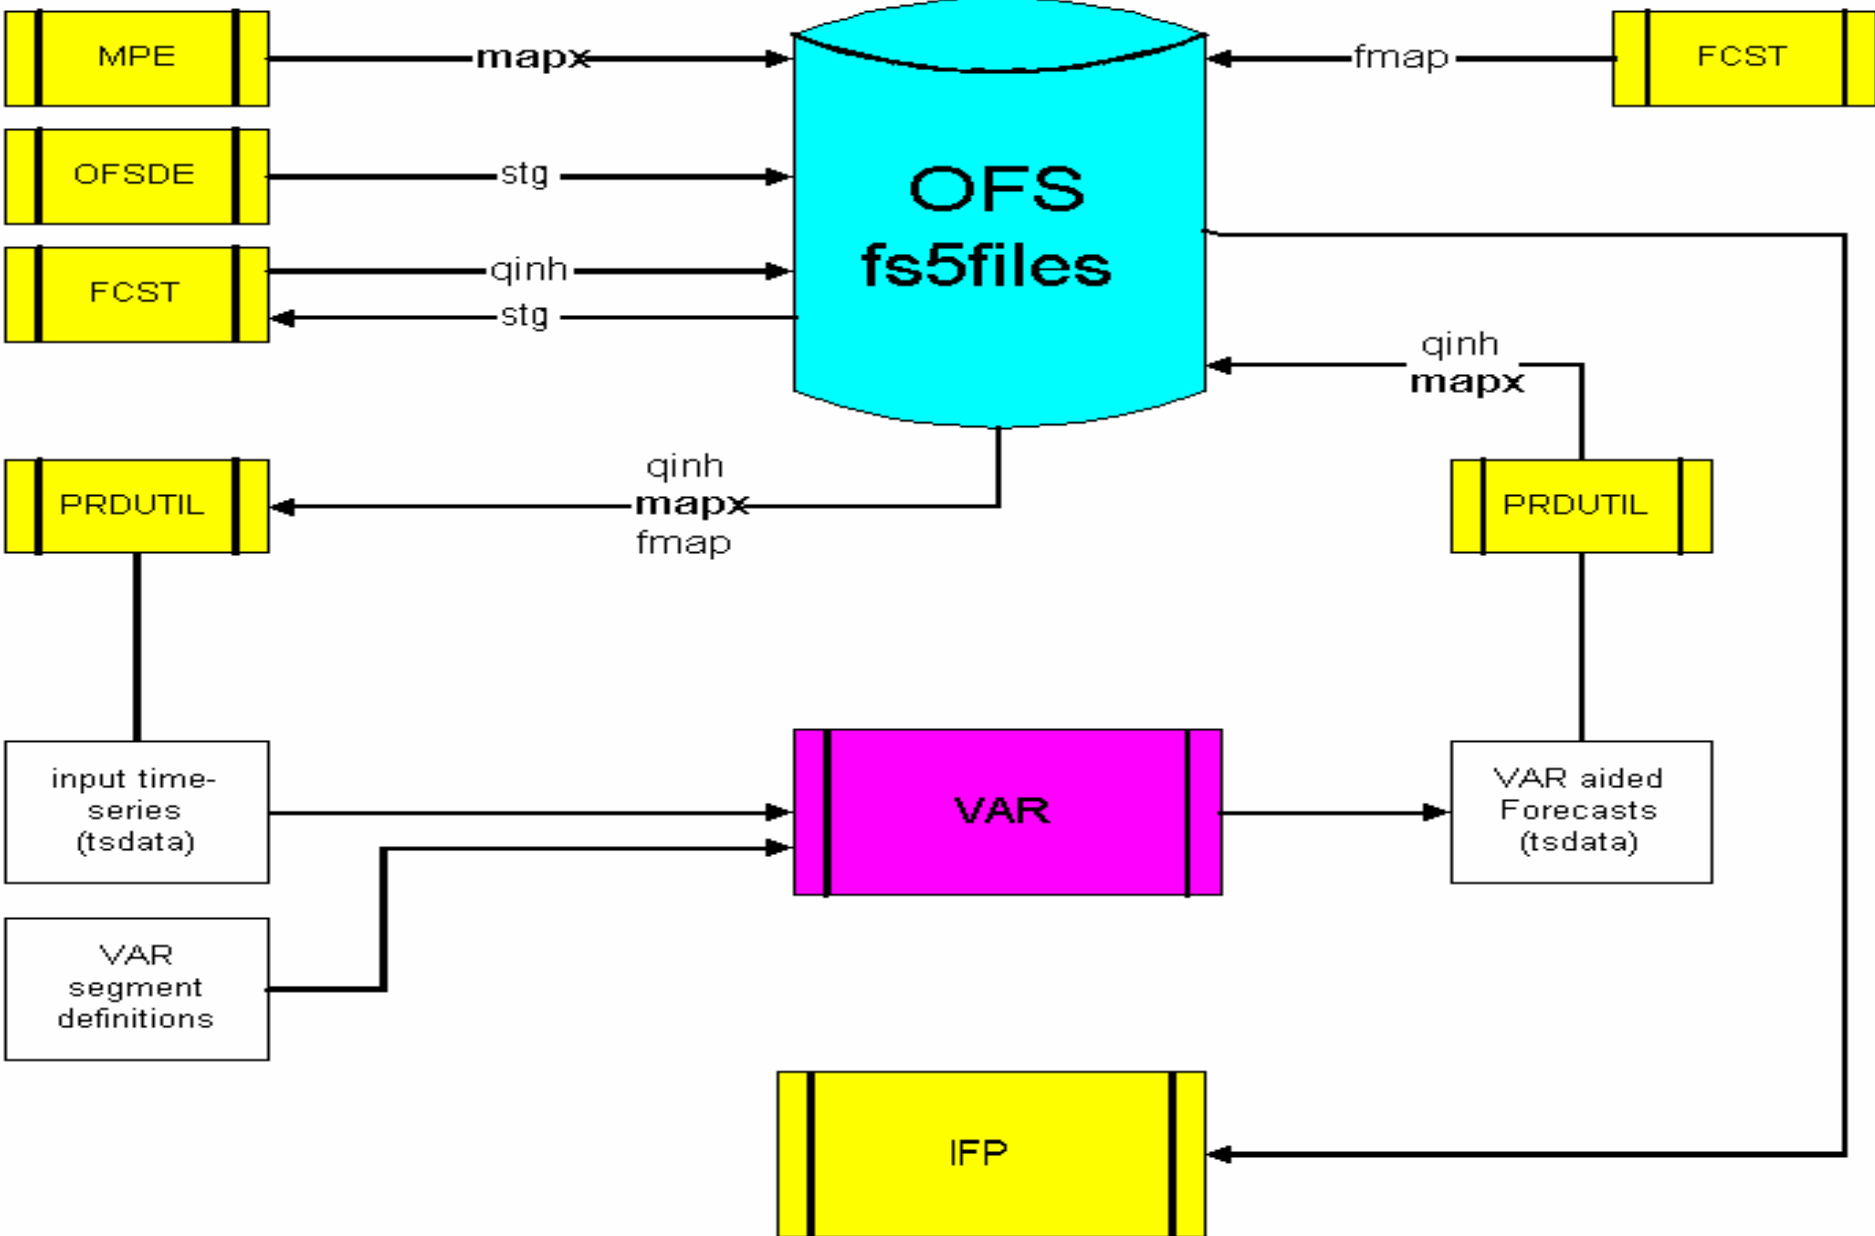 MPE
mapx
fmap
FCST
OFSDE
stg
OFS
fs5files
FCST
qinh
stg
qinh
mapx
PRDUTIL
qinh
mapx
fmap
PRDUTIL
input time-
series
(tsdata)
VAR
VAR aided
Forecasts
(tsdata)
VAR
segment
definitions
IFP